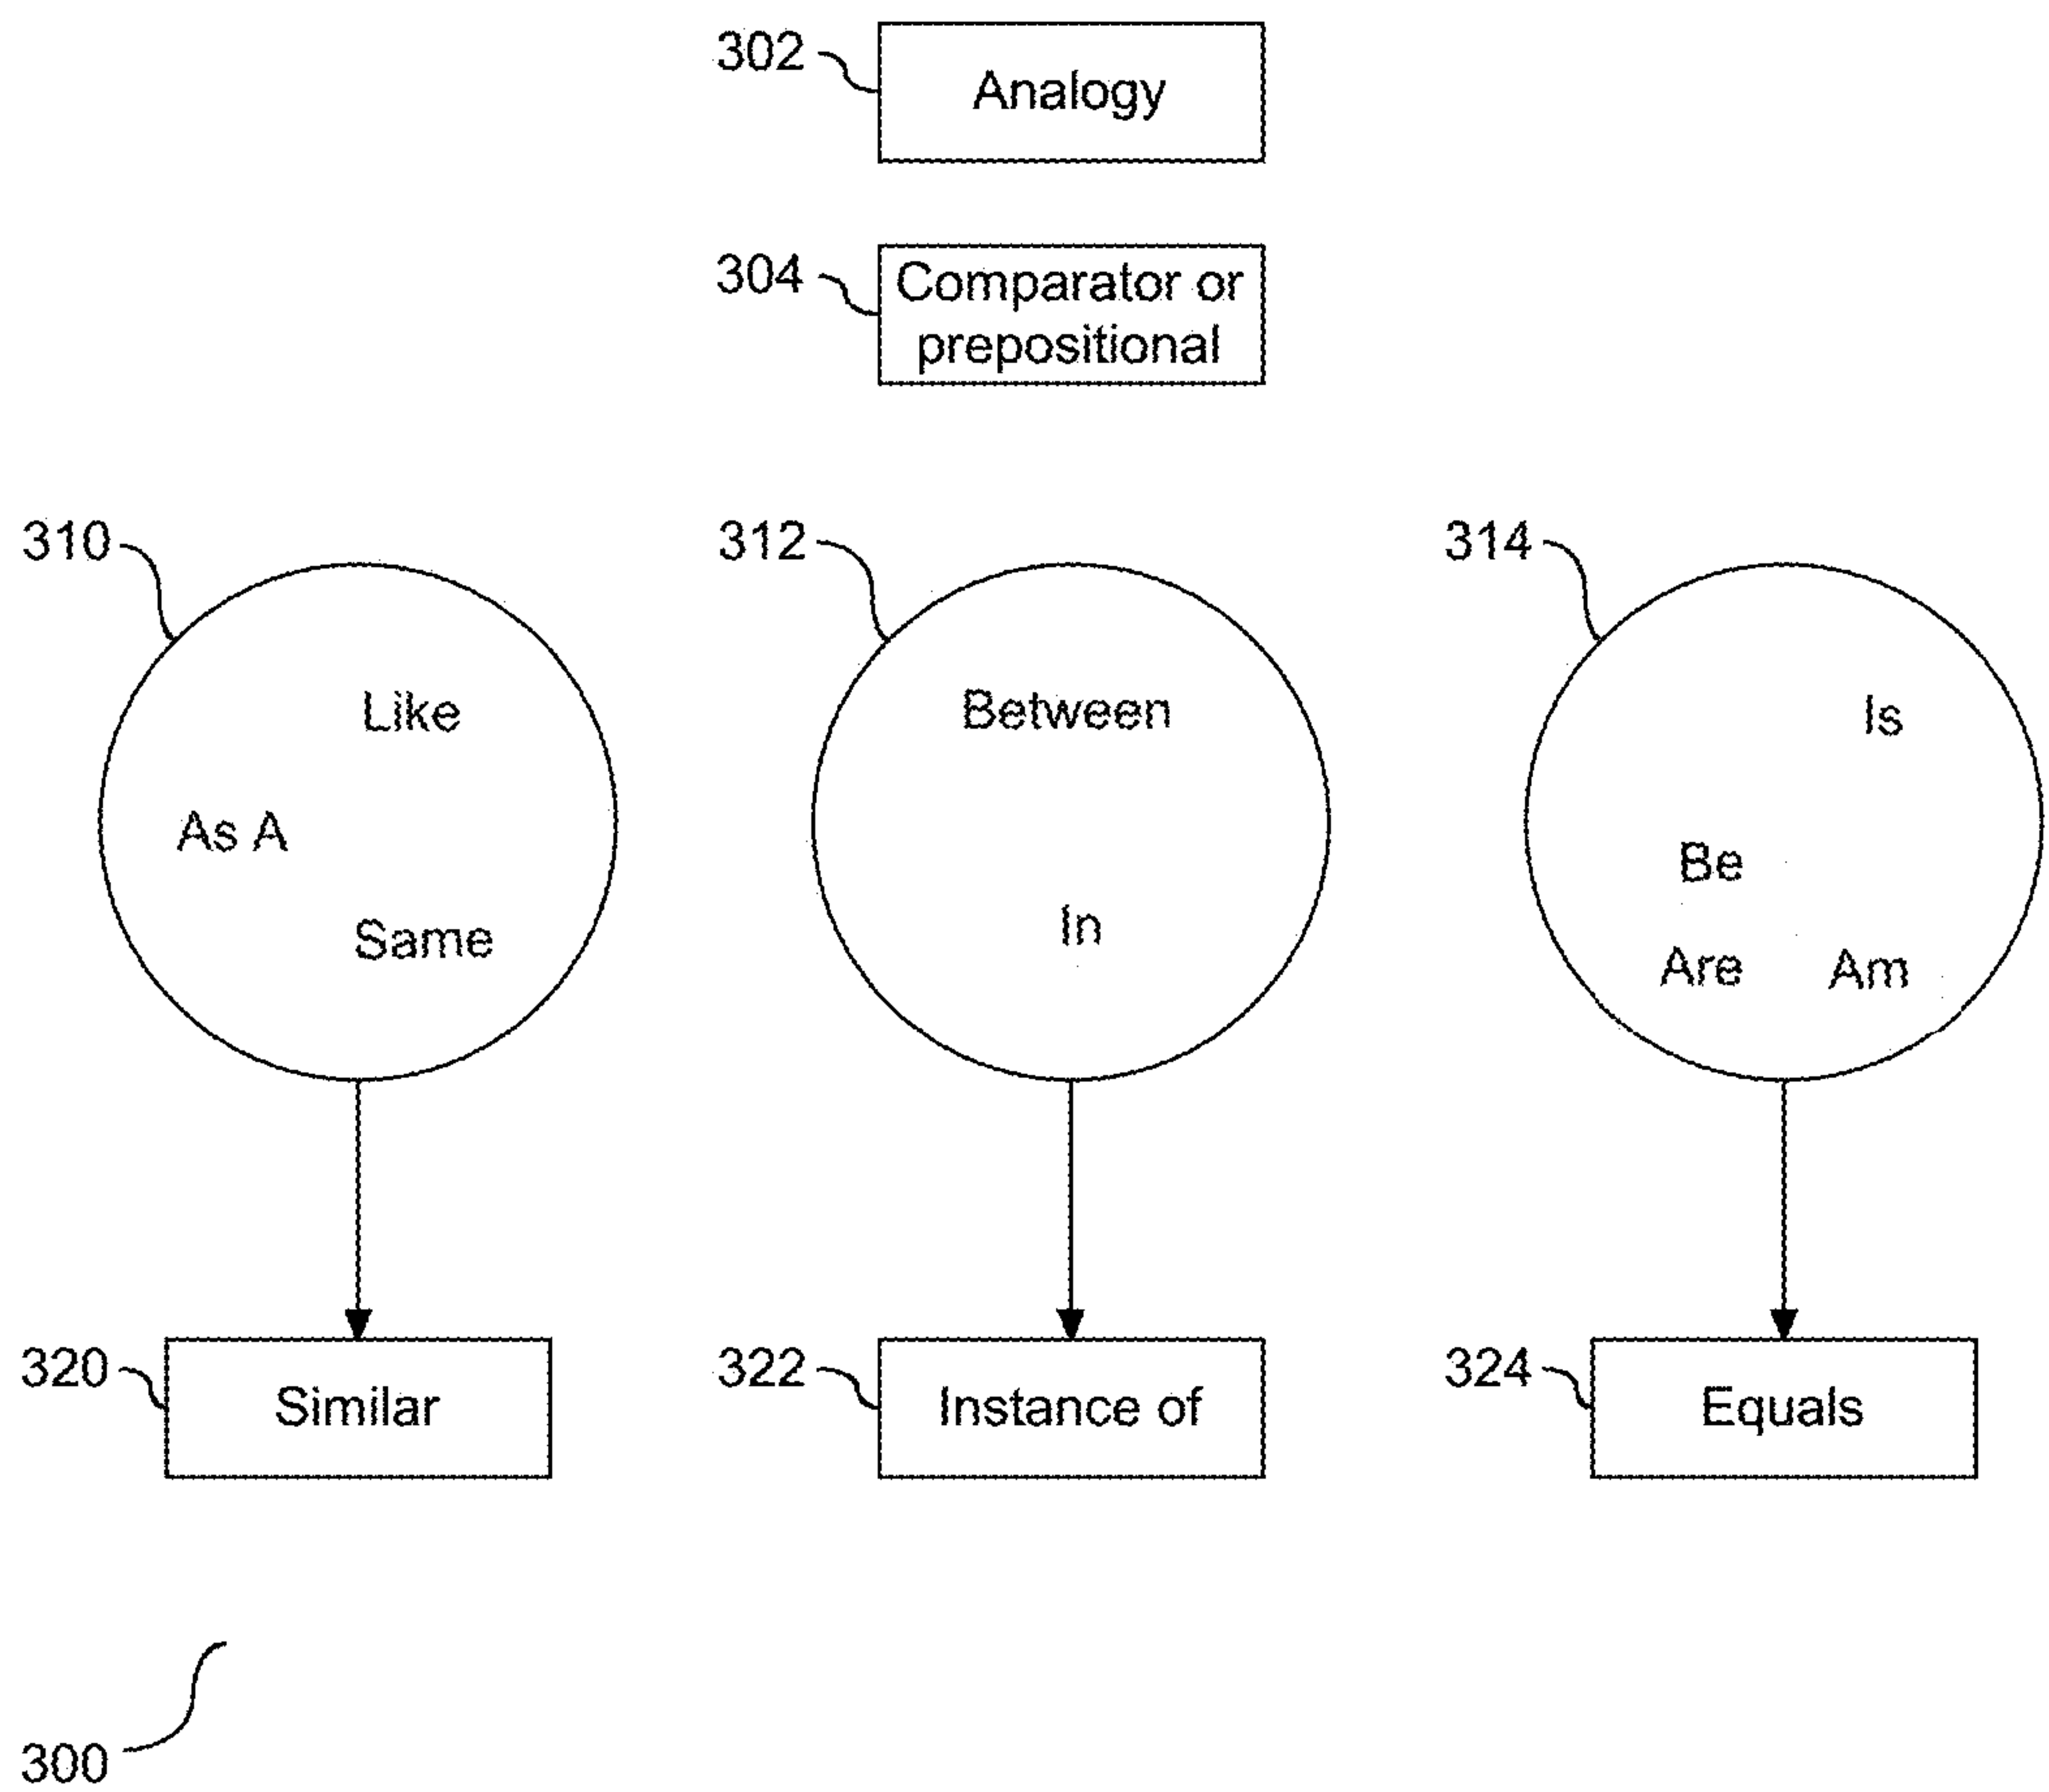 302
Analogy
304
Comparator or
prepositional
310
312
314
Like
As A
Same
Between
In
Is
Be
Are Am
320
Similar
322
Instance of
324
Equals
300